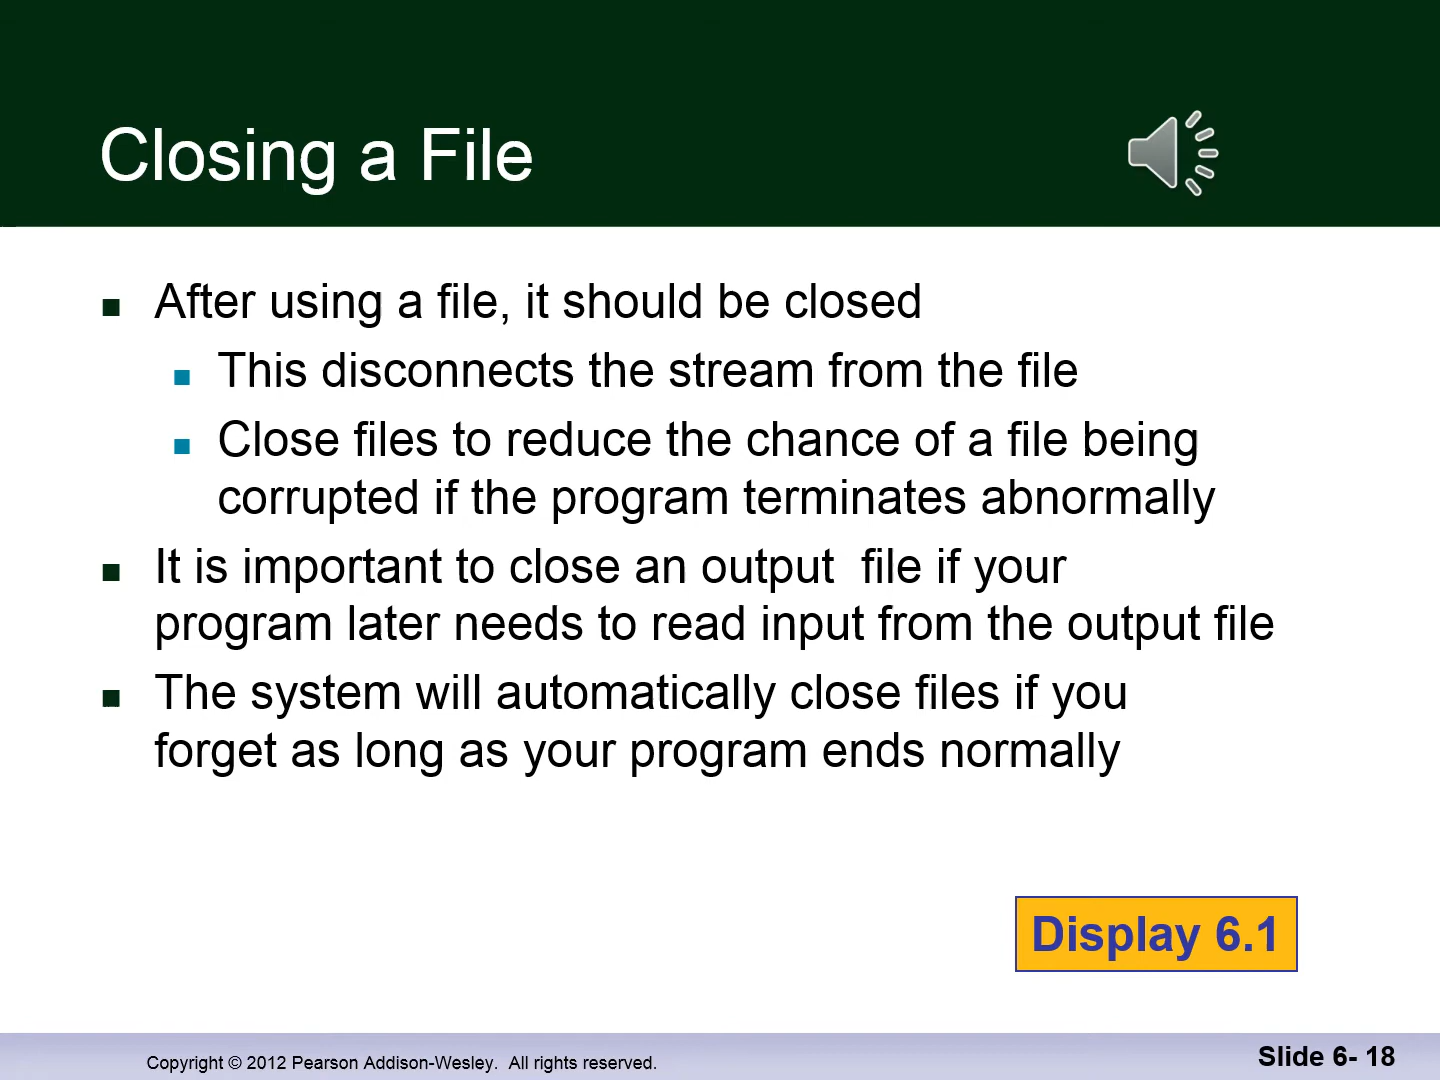 Closing a File
After using a file, it should be closed
This disconnects the stream from the file
Close files to reduce the chance of a file being
corrupted if the program terminates abnormally
It is important to close an output  file if your
program later needs to read input from the output file
The system will automatically close files if you
forget as long as your program ends normally
Display 6.1
Copyright © 2012 Pearson Addison-Wesley.  All rights reserved.
Slide 6- 18